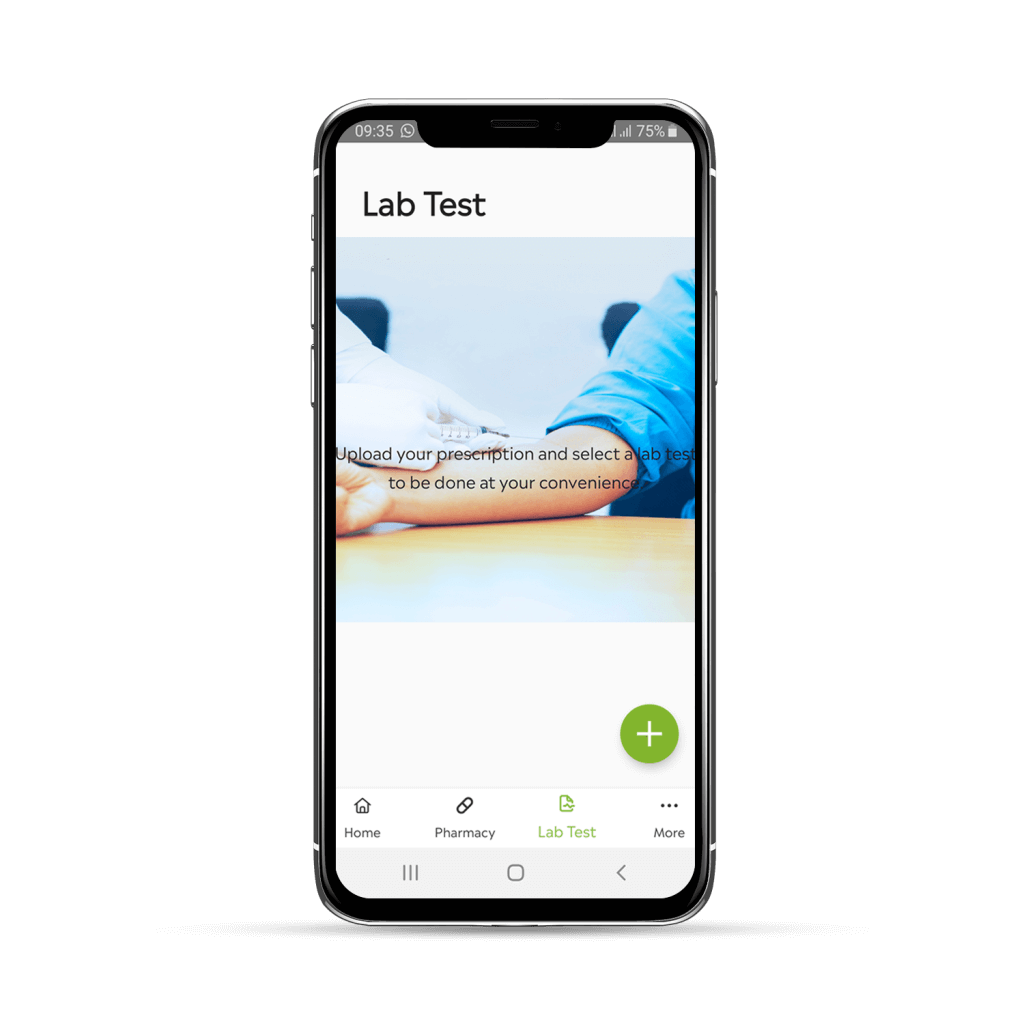 09:35 75%
Lab Test
Upload your prescription and select a lab test
to be done at your convenience.
Home Pharmacy Lab Test More